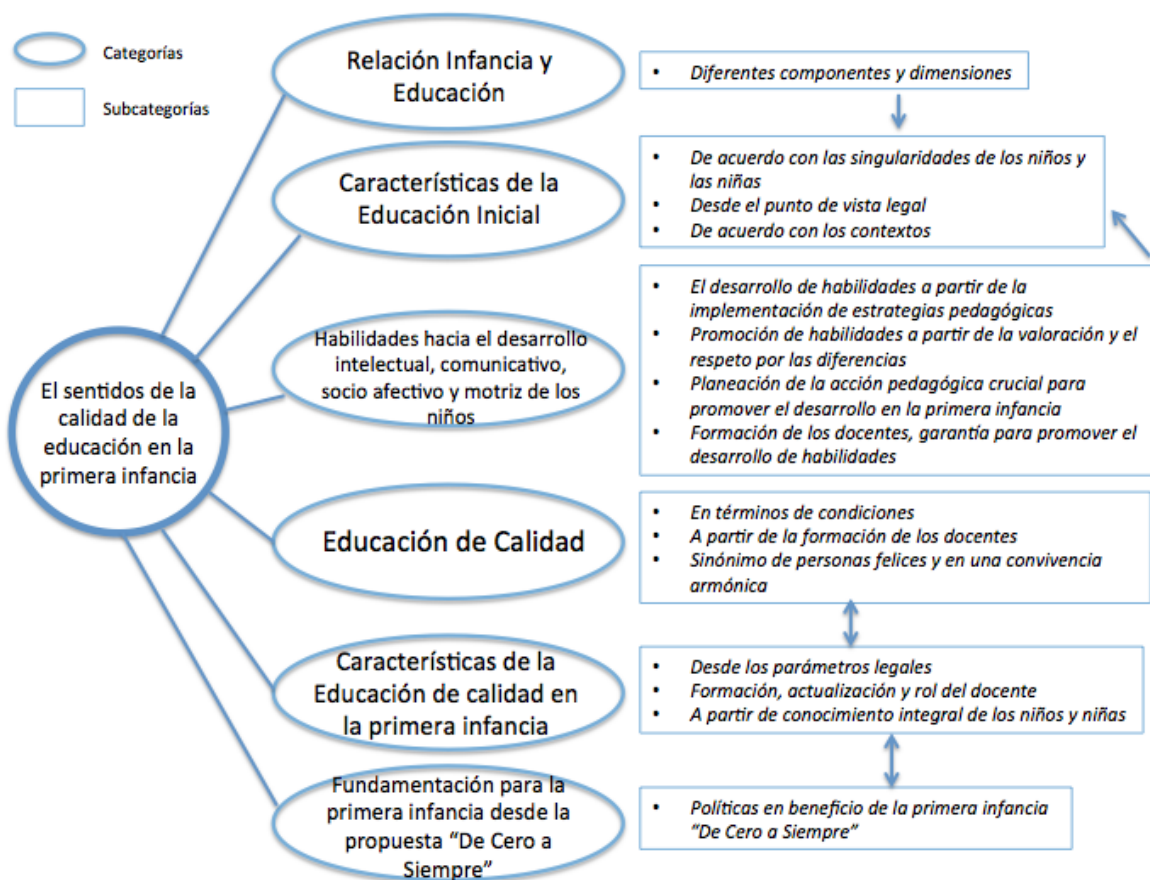 Categorías
Subcategorías
El sentidos de la
calidad de la
educación en la
primera infancia
Relación Infancia y
Educación
• Diferentes componentes y dimensiones
Característícas de la
Educación Inicial
• De acuerdo con las singularidades de los niños y
las niñas
• Desde el punto de vista legal
• De acuerdo con los contextos
Habilidades hacia el desarrollo
intelectual, comunicativo,
socio afectivo y motriz de los
niños
• El desarrollo de habilidades a partir de la
implementación de estrategias pedagógicas
• Promoción de habilidades a partir de la valoración y el
respeto por las diferencias
• Planeación de la acción pedagógica crucial para
promover el desarrollo en la primera infancia
• Formación de los docentes, garantía para promover el
desarrollo de habilidades
Educación de Calidad
• En términos de condiciones
• A partir de la formación de los docentes
• Sinónimo de personas felices y en una convivencia
armónica
Característícas de la
Educación de calidad en
la primera infancia
• Desde los parámetros legales
• Formación, actualización y rol del docente
• A partir de conocimiento integral de los niños y niñas
Fundamentación para la
primera infancia desde la
propuesta “De Cero a
Siempre”
• Políticas en beneficio de la primera infancia
“De Cero a Siempre”